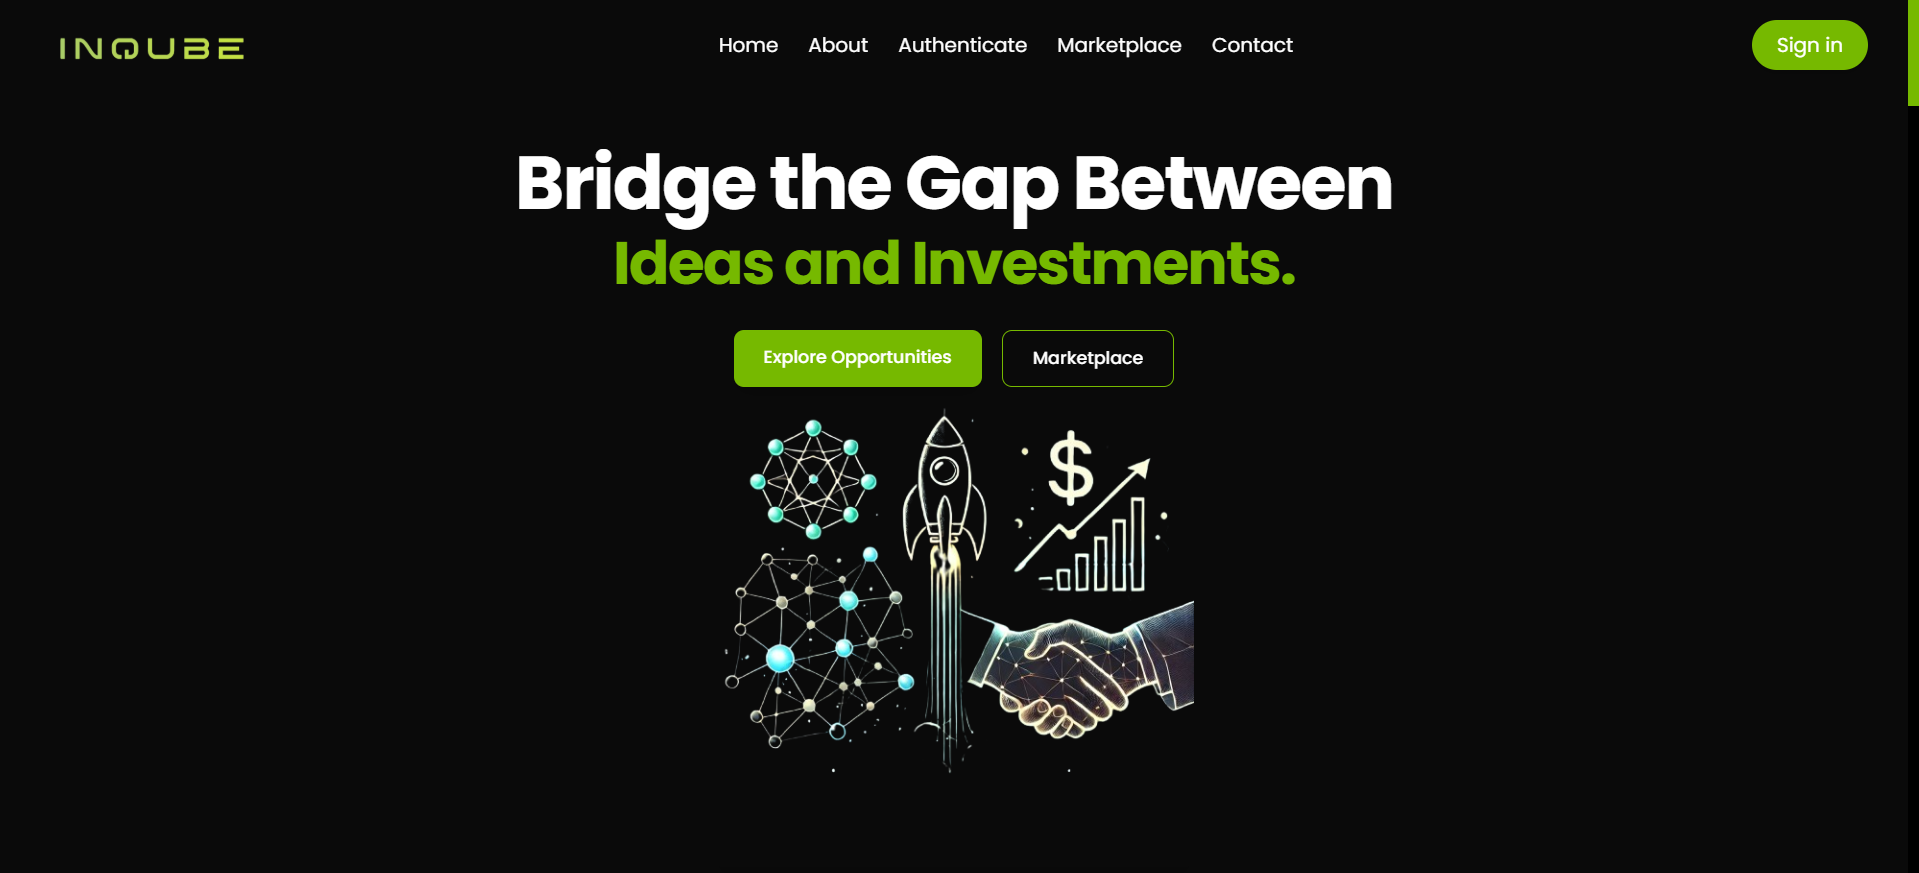 INQUBE
Home About Authenticate Marketplace Contact
Sign in
Bridge the Gap Between
Ideas and Investments.
Explore Opportunities
Marketplace
$